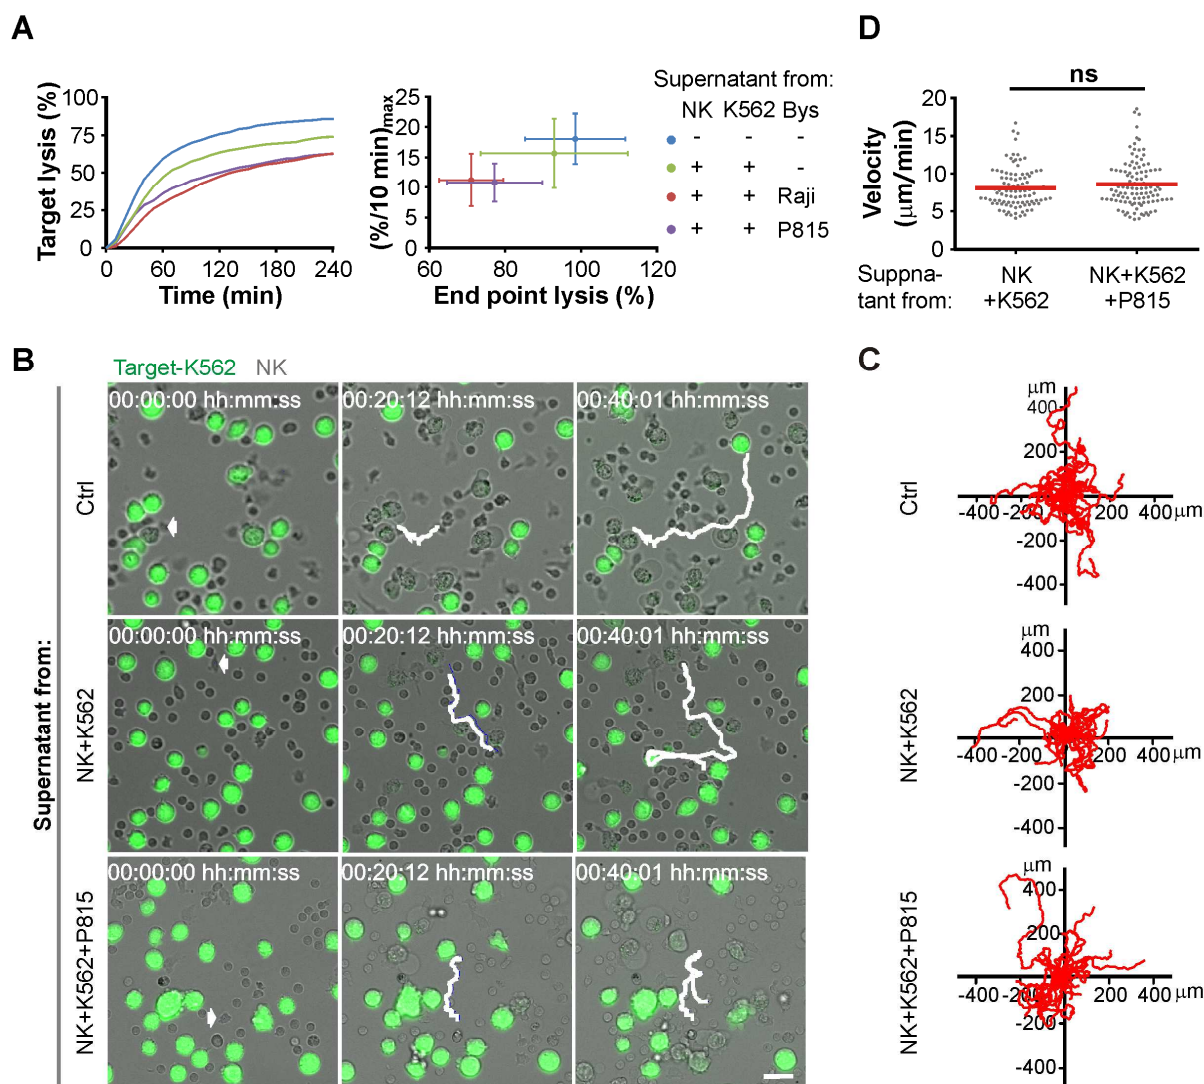 A
D
Supernatant from:
NK K562 Bys
- - -
+ + -
+ + Raji
+ + P815
Target lysis (%)
100
75
50
25
0
0 60 120 180 240
Time (min)
(%/10 min)max
25
20
15
10
5
0
60 80 100 120
End point lysis (%)
ns
Velocity
(μm/min)
20
15
10
5
0
Suppna-
tant from:
NK
+K562
NK+K562
+P815
B
C
Target-K562 NK
Supernatant from:
Ctrl
00:00:00 hh:mm:ss
00:20:12 hh:mm:ss
00:40:01 hh:mm:ss
NK+K562
00:00:00 hh:mm:ss
00:20:12 hh:mm:ss
00:40:01 hh:mm:ss
NK+K562+P815
00:00:00 hh:mm:ss
00:20:12 hh:mm:ss
00:40:01 hh:mm:ss
Ctrl
μm
400
200
-400 -200 200 400 μm
-200
-400
NK+K562
μm
400
200
-400 -200 200 400 μm
-200
-400
NK+K562+P815
μm
400
200
-400 -200 200 400 μm
-200
-400